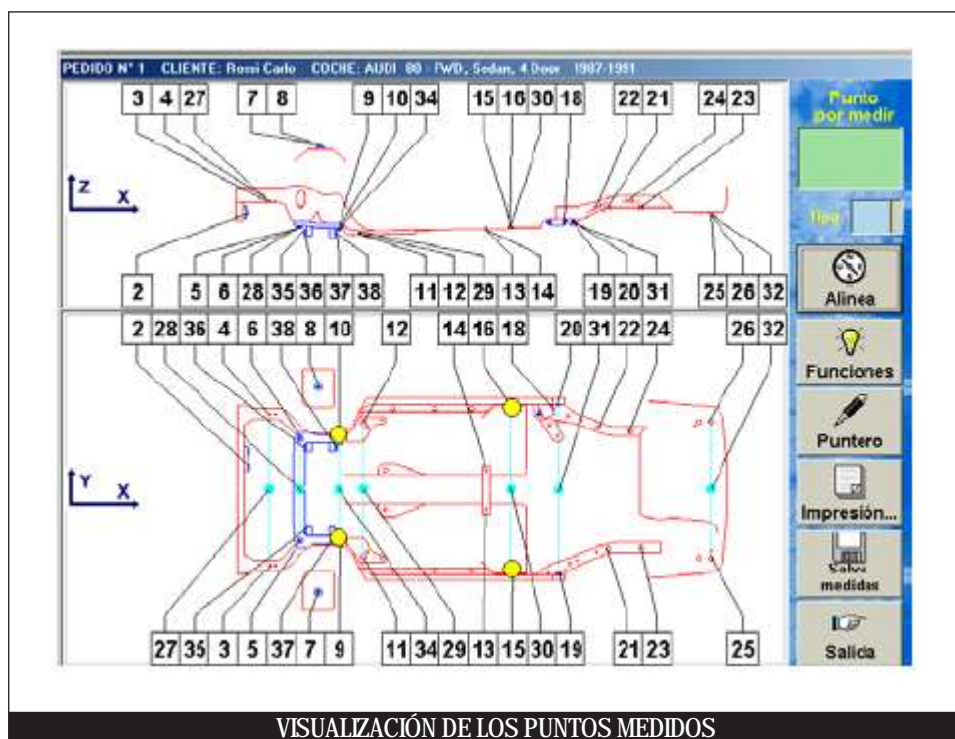 PEDIDO N° 1 CLIENTE: Rossi Carlo COCHE: AUDI 80 - FWD, Sedan, 4 Door 1987-1991
3 4 27 7 8 9 10 34 15 16 30 18 22 21 24 23
Z
X
2 5 6 28 35 36 37 38 11 12 29 13 14 19 20 31 25 26 32
2 28 36 4 6 38 8 10 12 14 16 18 20 31 22 24 26 32
Y
X
27 35 3 5 37 7 9 11 34 29 13 15 30 19 21 23 25
Punto
por medir
Alinea
Funciones
Puntero
Impresión...
medidas
Salida
VISUALIZACIÓN DE LOS PUNTOS MEDIDOS